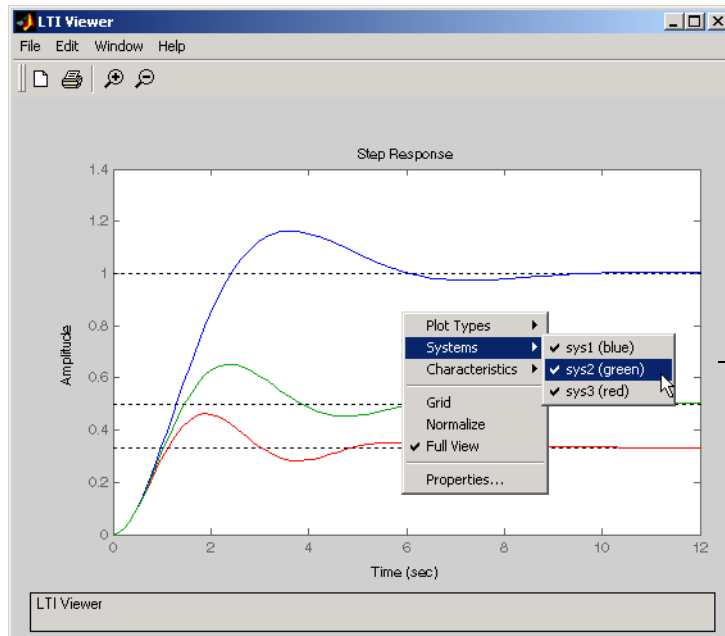 LTI Viewer
File Edit Window Help
Step Response
1.4
1.2
1
0.8
0.6
0.4
0.2
0
Amplitude
0 2 4 6 8 10 12
Time (sec)
Plot Types
Systems
Characteristics
Grid
Normalize
Full View
Properties...
sys1 (blue)
sys2 (green)
sys3 (red)
LTI Viewer